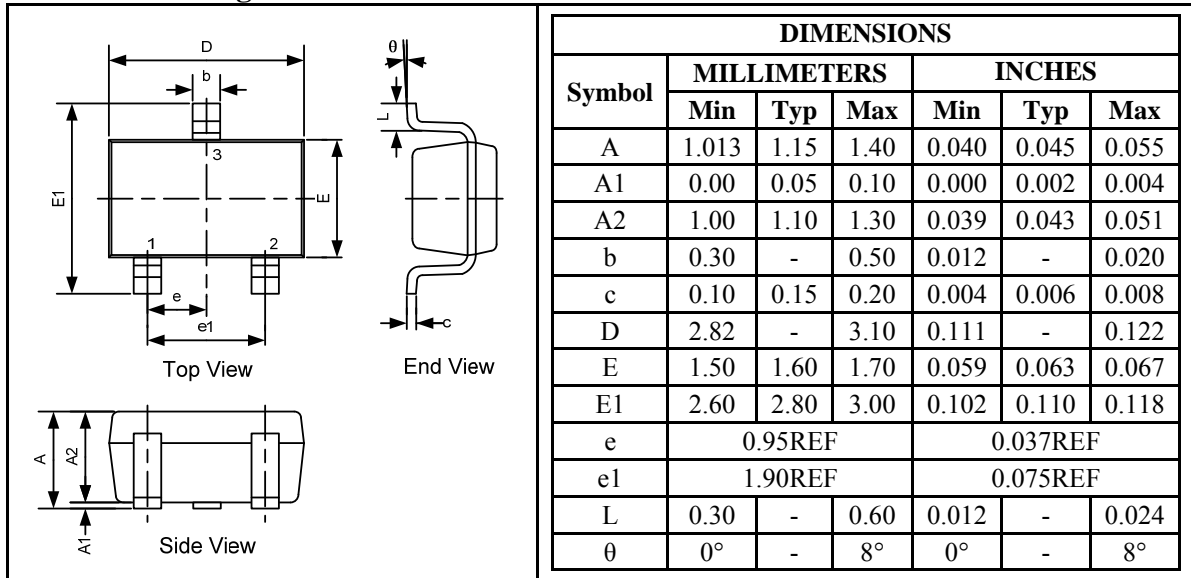 D
b
θ
L
3
E1
E
1
2
e
e1
c
Top View
End View
A
A2
A1
Side View
DIMENSIONS
Symbol MILLIMETERS INCHES
Min Typ Max Min Typ Max
A 1.013 1.15 1.40 0.040 0.045 0.055
A1 0.00 0.05 0.10 0.000 0.002 0.004
A2 1.00 1.10 1.30 0.039 0.043 0.051
b 0.30 - 0.50 0.012 - 0.020
c 0.10 0.15 0.20 0.004 0.006 0.008
D 2.82 - 3.10 0.111 - 0.122
E 1.50 1.60 1.70 0.059 0.063 0.067
E1 2.60 2.80 3.00 0.102 0.110 0.118
e 0.95REF 0.037REF
e1 1.90REF 0.075REF
L 0.30 - 0.60 0.012 - 0.024
θ 0° - 8° 0° - 8°